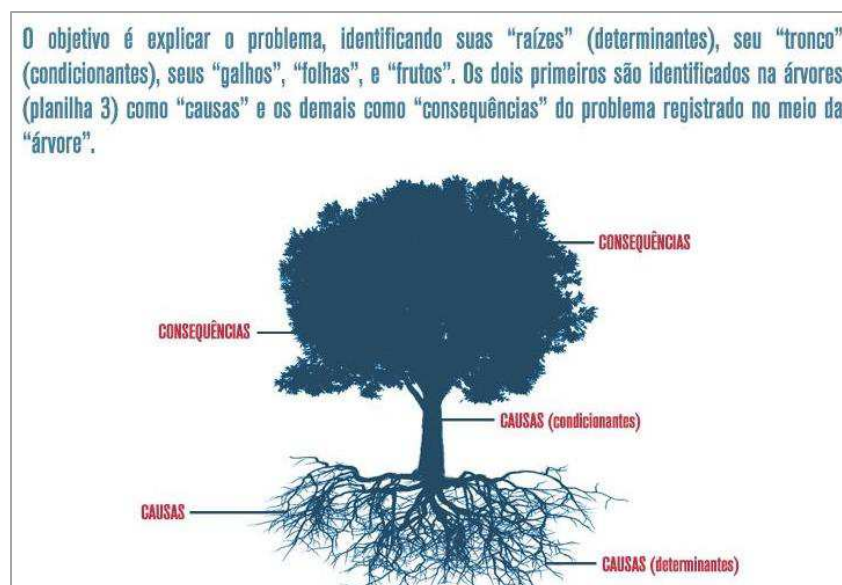 O objetivo é explicar o problema, identificando suas “raízes” (determinantes), seu “tronco”
(condicionantes), seus “galhos”, “folhas”, e “frutos”. Os dois primeiros são identificados na árvores
(planilha 3) como “causas” e os demais como “consequências” do problema registrado no meio da
“árvore”.
CONSEQUÊNCIAS
CONSEQUÊNCIAS
CAUSAS (condicionantes)
CAUSAS
CAUSAS (determinantes)